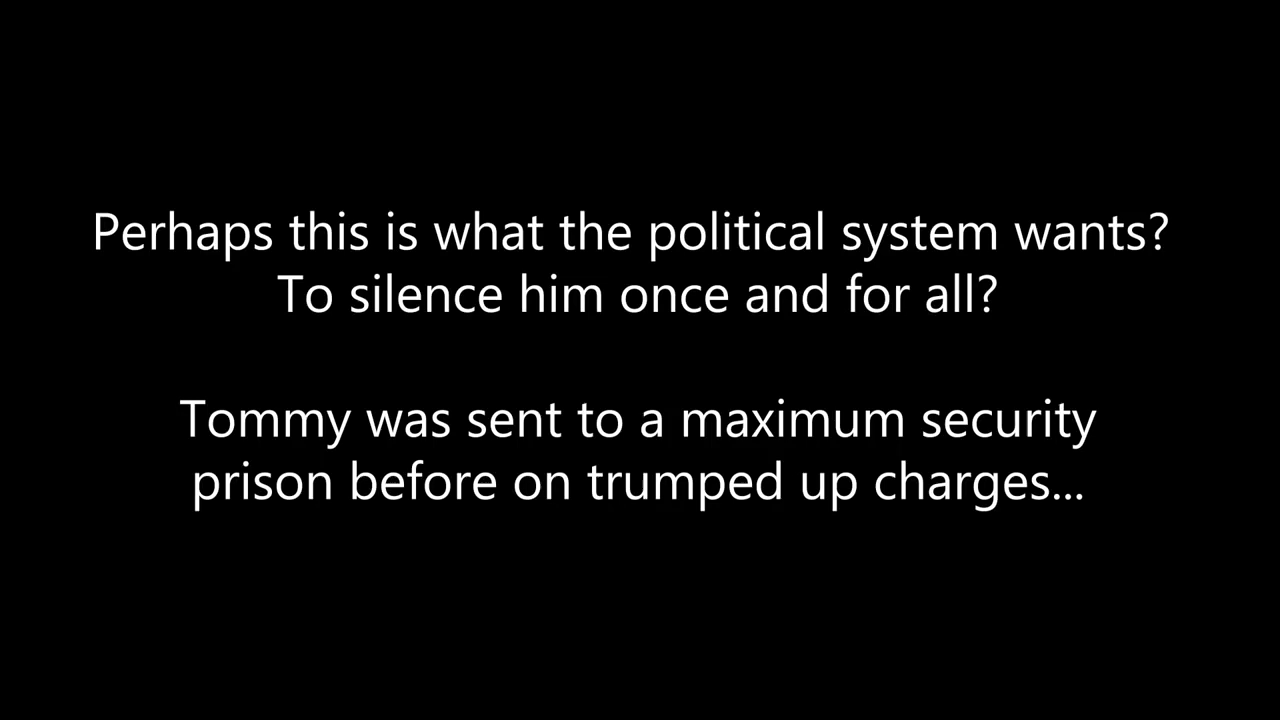 Perhaps this is what the political system wants?
To silence him once and for all?
Tommy was sent to a maximum security
prison before on trumped up charges...